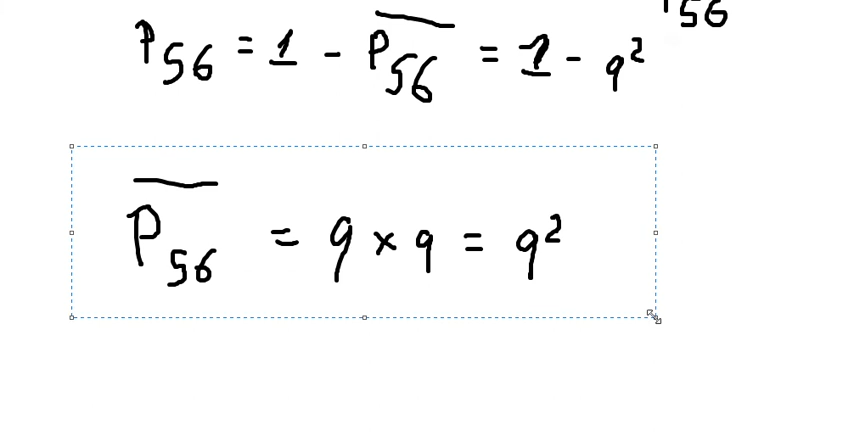 P₅₆ = 1 - P̅₅₆ = 1 - q²
P̅₅₆ = q × q = q²